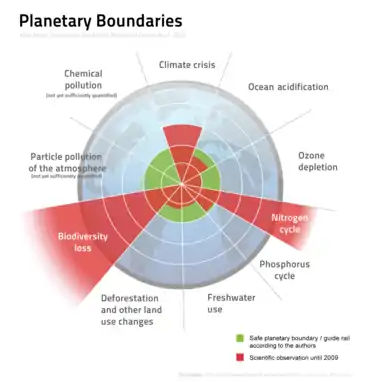 Planetary Boundaries
Climate crisis
Chemical
pollution
(not yet sufficiently quantified)
Ocean acidification
Particle pollution
of the atmosphere
(not yet sufficiently quantified)
Ozone
depletion
Nitrogen
cycle
Biodiversity
loss
Phosphorus
cycle
Deforestation
and other land
use changes
Freshwater
use
Safe planetary boundary / guide rail
according to the authors
Scientific observation until 2009